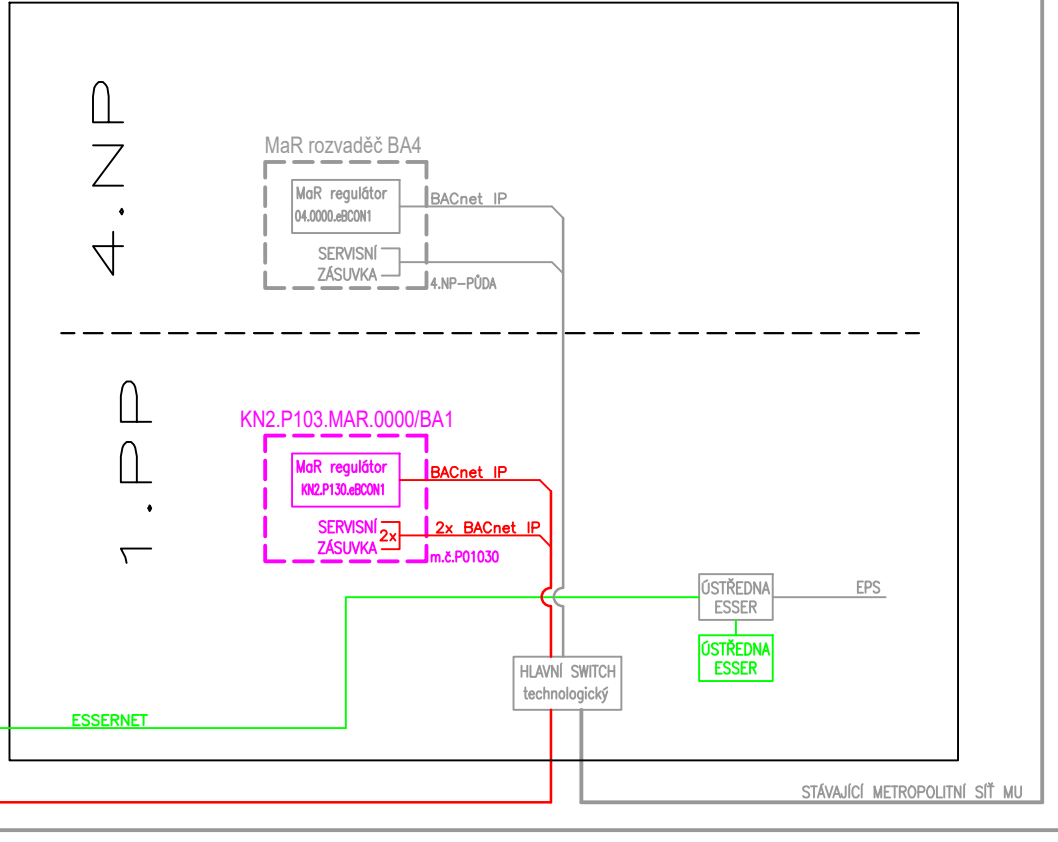 4.NP
MaR rozvaděč BA4
MaR regulátor
04.0000.eBCON1
BACnet IP
SERVISNÍ
ZÁSUVKA
4.NP-PŮDA
1.PP
KN2.P103.MAR.0000/BA1
MaR regulátor
KN2.P130.eBCON1
BACnet IP
SERVISNÍ
ZÁSUVKA
2x
2x BACnet IP
m.č.P01030
ÚSTŘEDNA
ESSER
EPS
ÚSTŘEDNA
ESSER
HLAVNÍ SWITCH
technologický
ESSERNET
STÁVAJÍCÍ METROPOLITNÍ SÍŤ MU